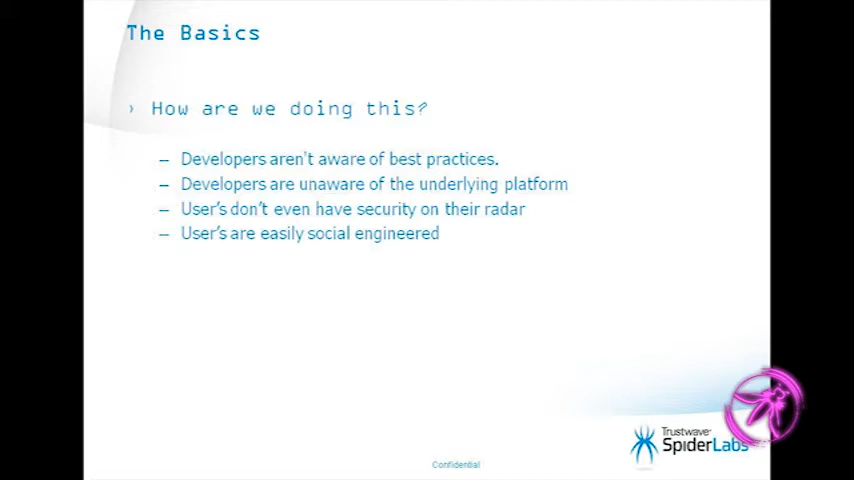 The Basics
› How are we doing this?
– Developers aren't aware of best practices.
– Developers are unaware of the underlying platform
– User's don't even have security on their radar
– User's are easily social engineered
Trustwave®
SpiderLabs
Confidential